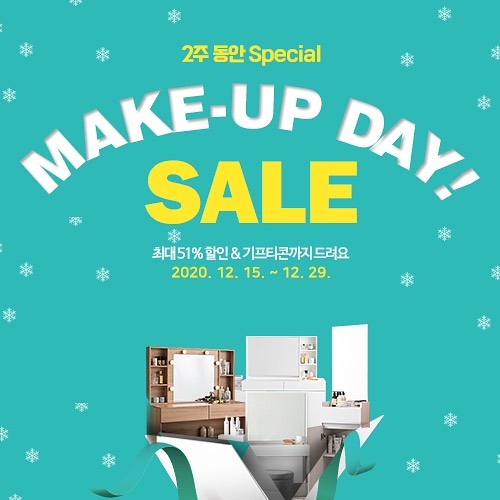 2주 동안 Special
MAKE-UP DAY!
SALE
최대 51% 할인 & 기프티콘까지 드려요
2020. 12. 15. ~ 12. 29.